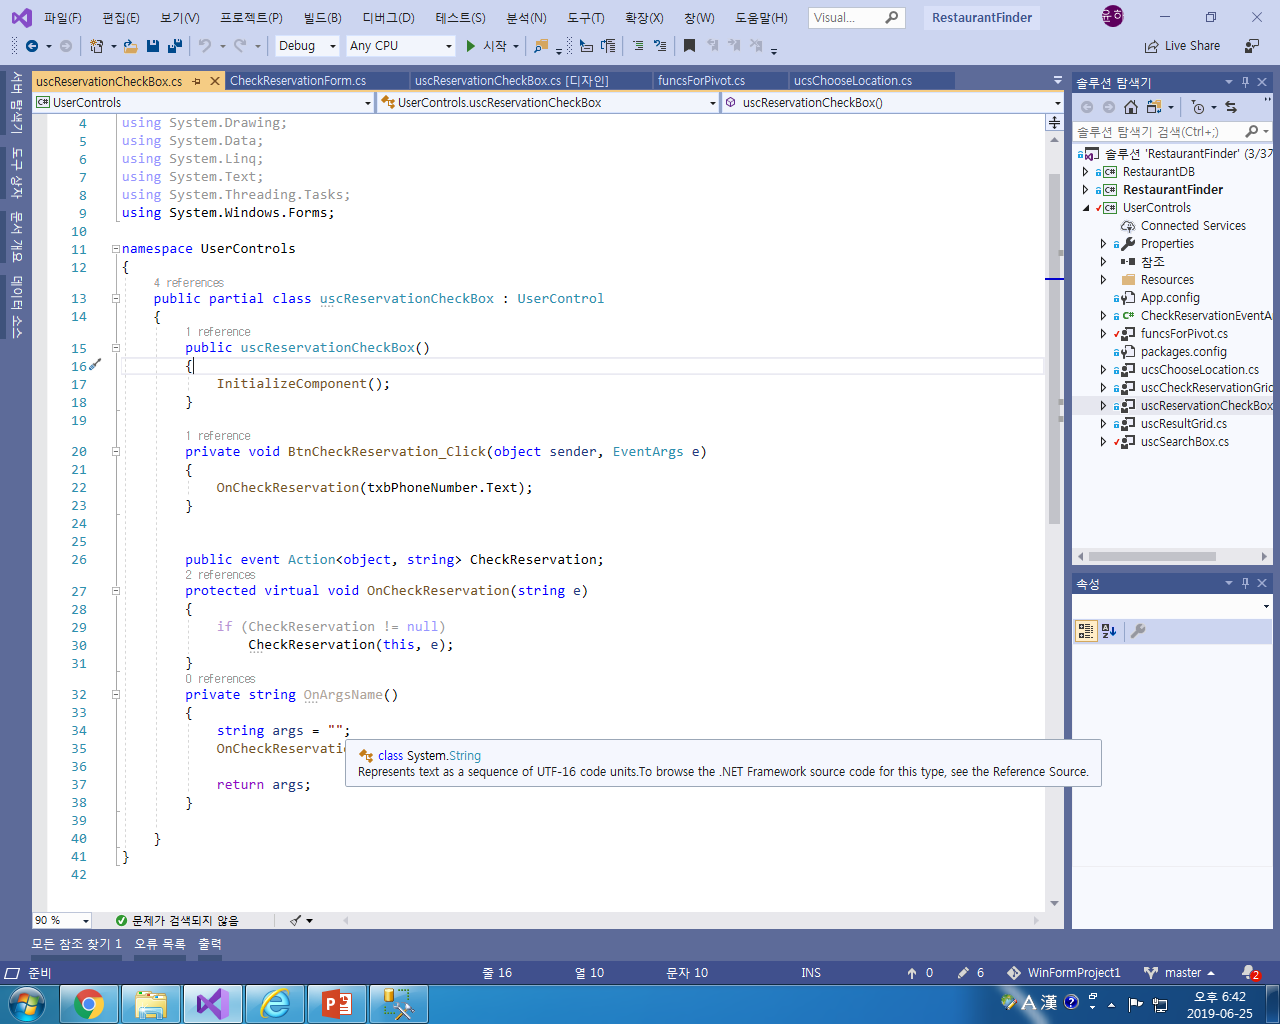 파일(F) 편집(E) 보기(V) 프로젝트(P) 빌드(B) 디버그(D) 테스트(S) 분석(N) 도구(T) 확장(X) 창(W) 도움말(H) Visual... RestaurantFinder 윤하
Debug Any CPU 시작 Live Share
서버 탐색기
도구 상자
문서 개요
데이터 소스
uscReservationCheckBox.cs CheckReservationForm.cs uscReservationCheckBox.cs [디자인] funcsForPivot.cs ucsChooseLocation.cs
UserControls UserControls.uscReservationCheckBox uscReservationCheckBox()
4 using System.Drawing;
5 using System.Data;
6 using System.Linq;
7 using System.Text;
8 using System.Threading.Tasks;
9 using System.Windows.Forms;
10
11 namespace UserControls
12 {
4 references
13 public partial class uscReservationCheckBox : UserControl
14 {
1 reference
15 public uscReservationCheckBox()
16 {
17 InitializeComponent();
18 }
19
1 reference
20 private void BtnCheckReservation_Click(object sender, EventArgs e)
21 {
22 OnCheckReservation(txbPhoneNumber.Text);
23 }
24
25
26 public event Action<object, string> CheckReservation;
2 references
27 protected virtual void OnCheckReservation(string e)
28 {
29 if (CheckReservation != null)
30 CheckReservation(this, e);
31 }
0 references
32 private string OnArgsName()
33 {
34 string args = "";
35 OnCheckReservatio
class System.String
36
Represents text as a sequence of UTF-16 code units.To browse the .NET Framework source code for this type, see the Reference Source.
37 return args;
38 }
39
40 }
41 }
42
90 % 문제가 검색되지 않음
솔루션 탐색기
솔루션 탐색기 검색(Ctrl+;)
솔루션 'RestaurantFinder' (3/37
RestaurantDB
RestaurantFinder
UserControls
Connected Services
Properties
참조
Resources
App.config
CheckReservationEventA
funcsForPivot.cs
packages.config
ucsChooseLocation.cs
uscCheckReservationGrid
uscReservationCheckBox
uscResultGrid.cs
uscSearchBox.cs
속성
모든 참조 찾기 1 오류 목록 출력
준비 줄 16 열 10 문자 10 INS 0 6 WinFormProject1 master 2
A 漢 오후 6:42
2019-06-25